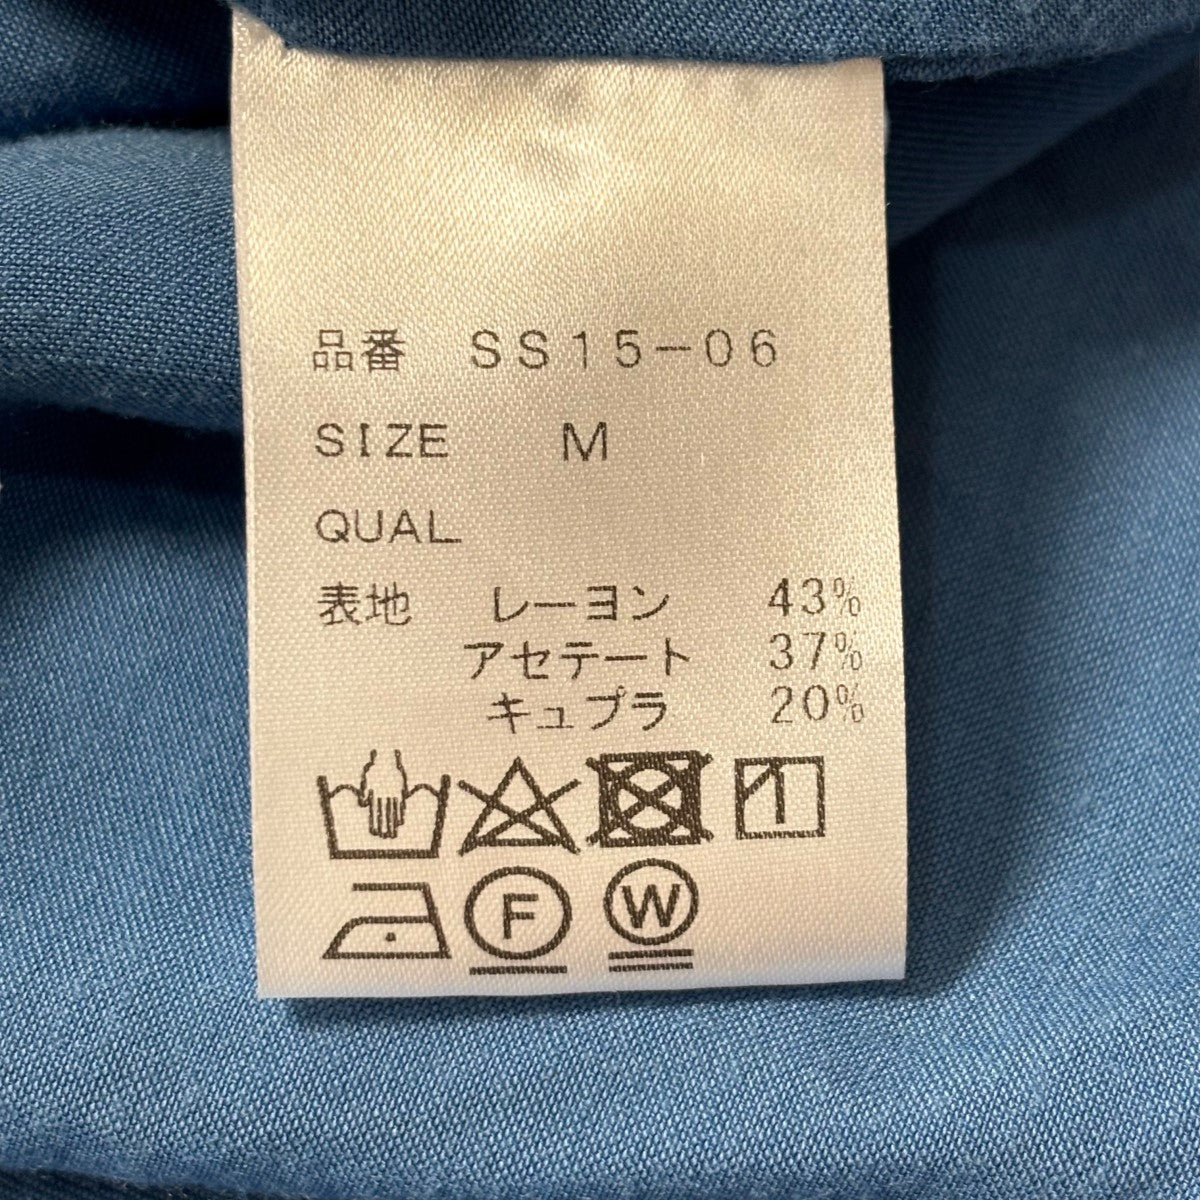 品番 SS15-06
SIZE M
QUAL
表地 レーヨン 43%
アセテート 37%
キュプラ 20%
F W